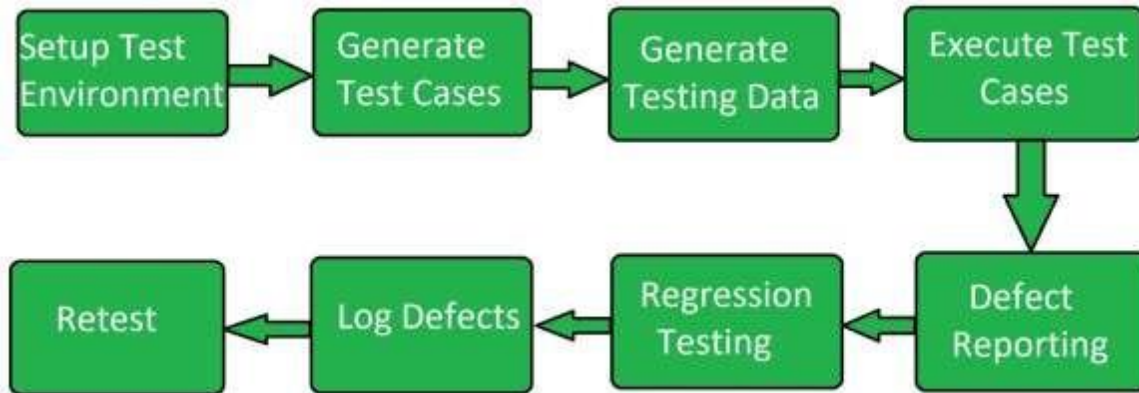 Setup Test
Environment
Generate
Test Cases
Generate
Testing Data
Execute Test
Cases
Defect
Reporting
Regression
Testing
Log Defects
Retest